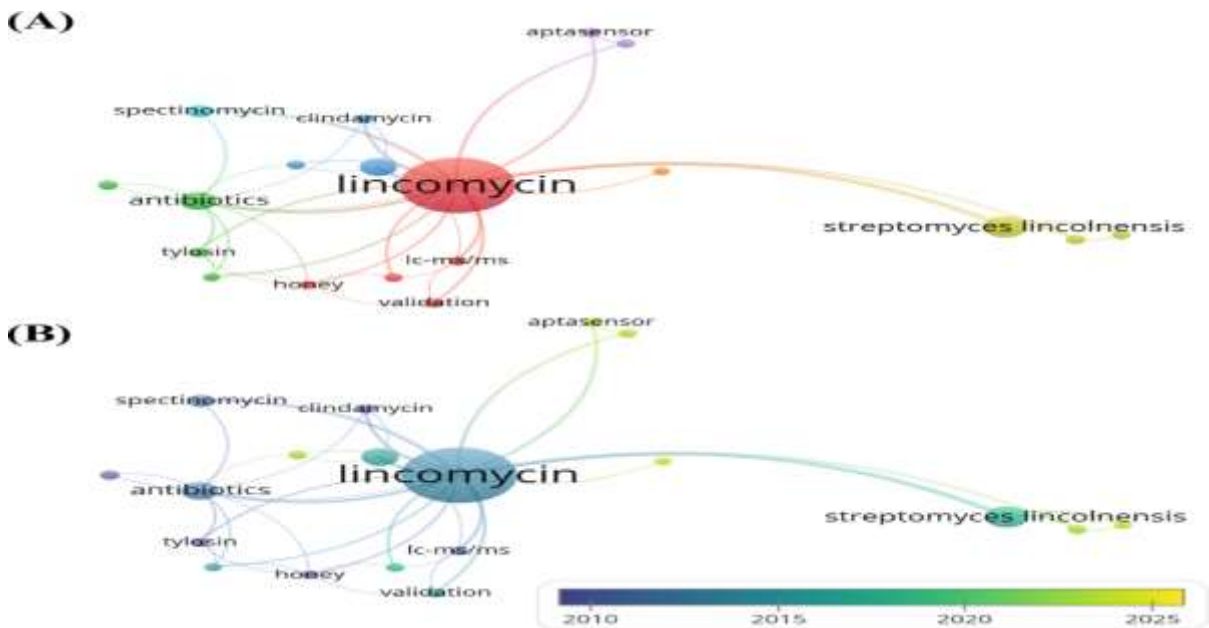 (A)
aptasensor
spectinomycin
clindamycin
lincomycin
antibiotics
streptomyces lincolnensis
tylosin
lc-ms/ms
honey
validation
(B)
aptasensor
spectinomycin
clindamycin
lincomycin
antibiotics
streptomyces lincolnensis
tylosin
lc-ms/ms
honey
validation
2010 2015 2020 2025